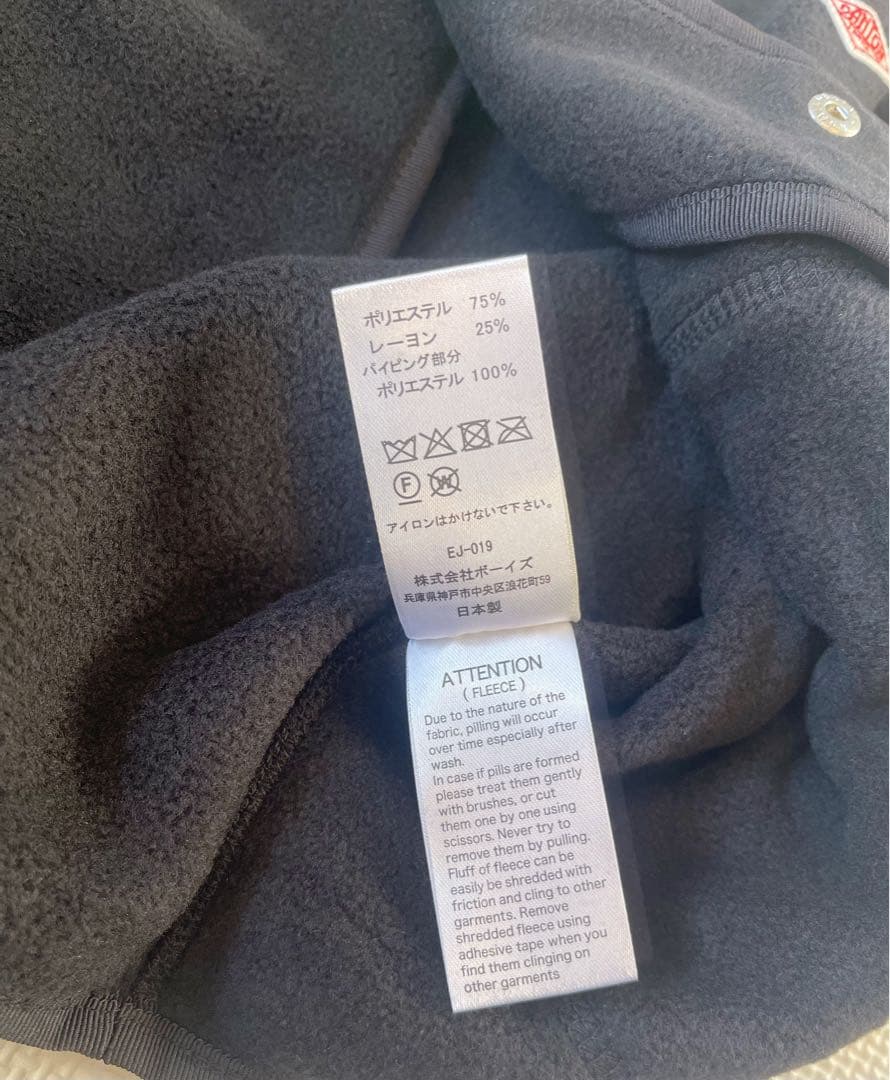 DANTON
ポリエステル 75%
レーヨン 25%
パイピング部分
ポリエステル 100%
F
W
アイロンはかけないで下さい。
EJ-019
株式会社ボーイズ
兵庫県神戸市中央区浪花町59
日本製
ATTENTION
( FLEECE )
Due to the nature of the
fabric, pilling will occur
over time especially after
wash.
In case if pills are formed
please treat them gently
with brushes, or cut
them one by one using
scissors. Never try to
remove them by pulling.
Fluff of fleece can be
easily be shredded with
friction and cling to other
garments. Remove
shredded fleece using
adhesive tape when you
find them clinging on
other garments